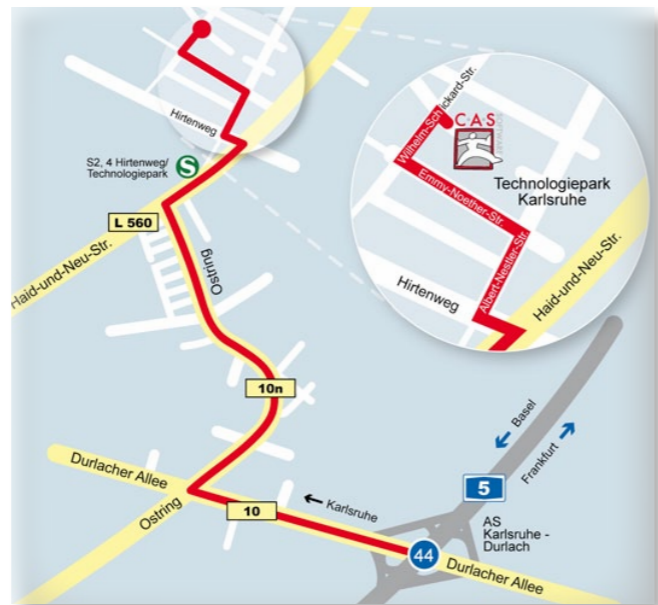 Hirtenweg
S2, 4 Hirtenweg/
Technologiepark
S
L 560
Haid-und-Neu-Str.
Ostring
10n
Durlacher Allee
Ostring
10
Karlsruhe
44
Durlacher Allee
AS
Karlsruhe -
Durlach
5
Basel
Frankfurt
Wilhelm-Schickard-Str.
C·A·S
SOFTWARE
Emmy-Noether-Str.
Technologiepark
Karlsruhe
Albert-Nestler-Str.
Hirtenweg
Haid-und-Neu-Str.